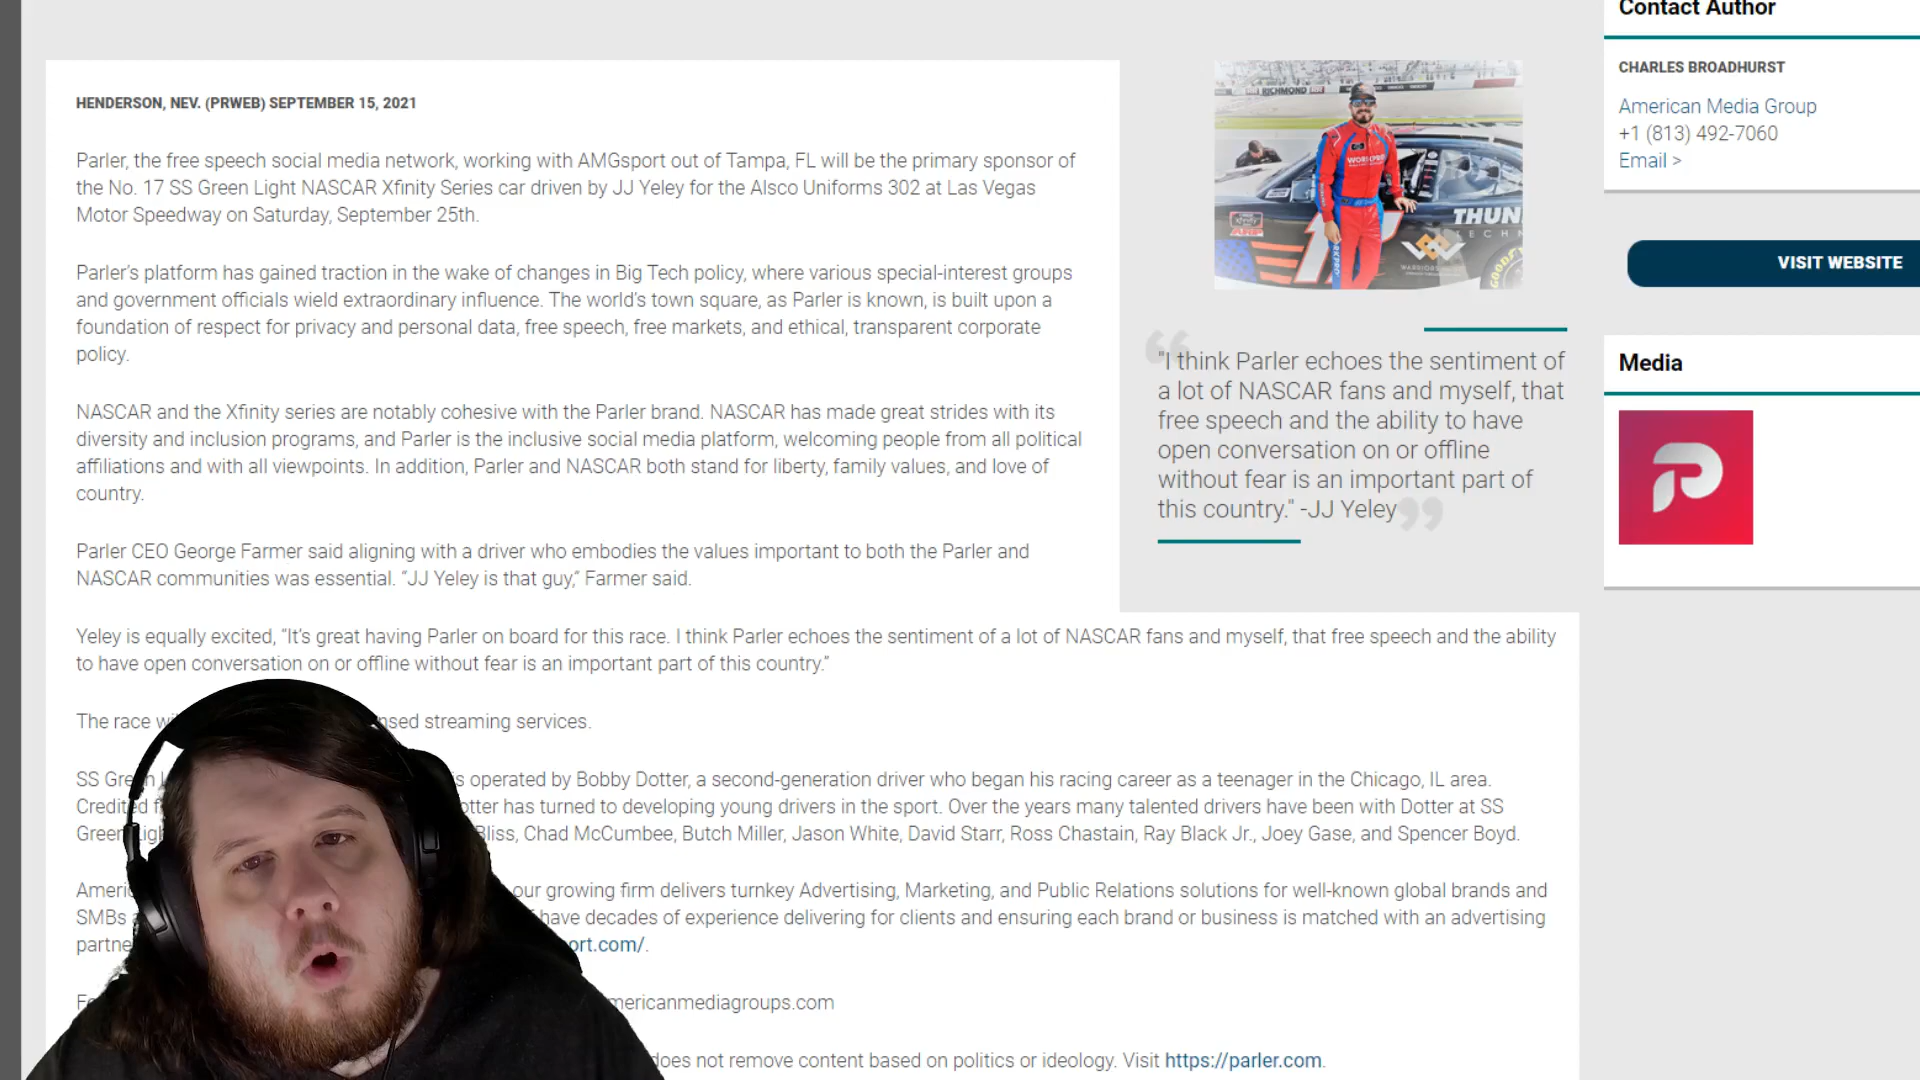 Contact Author
CHARLES BROADHURST
American Media Group
+1 (813) 492-7060
Email >
VISIT WEBSITE
Media
HENDERSON, NEV. (PRWEB) SEPTEMBER 15, 2021
Parler, the free speech social media network, working with AMGsport out of Tampa, FL will be the primary sponsor of
the No. 17 SS Green Light NASCAR Xfinity Series car driven by JJ Yeley for the Alsco Uniforms 302 at Las Vegas
Motor Speedway on Saturday, September 25th.
Parler's platform has gained traction in the wake of changes in Big Tech policy, where various special-interest groups
and government officials wield extraordinary influence. The world's town square, as Parler is known, is built upon a
foundation of respect for privacy and personal data, free speech, free markets, and ethical, transparent corporate
policy.
NASCAR and the Xfinity series are notably cohesive with the Parler brand. NASCAR has made great strides with its
diversity and inclusion programs, and Parler is the inclusive social media platform, welcoming people from all political
affiliations and with all viewpoints. In addition, Parler and NASCAR both stand for liberty, family values, and love of
country.
Parler CEO George Farmer said aligning with a driver who embodies the values important to both the Parler and
NASCAR communities was essential. “JJ Yeley is that guy,” Farmer said.
RICHMOND
THUN
TECHN
WARRIORS
"I think Parler echoes the sentiment of
a lot of NASCAR fans and myself, that
free speech and the ability to have
open conversation on or offline
without fear is an important part of
this country." -JJ Yeley
Yeley is equally excited, “It's great having Parler on board for this race. I think Parler echoes the sentiment of a lot of NASCAR fans and myself, that free speech and the ability
to have open conversation on or offline without fear is an important part of this country.”
The race streaming services.
SS Green operated by Bobby Dotter, a second-generation driver who began his racing career as a teenager in the Chicago, IL area.
Credited has turned to developing young drivers in the sport. Over the years many talented drivers have been with Dotter at SS
Green Bliss, Chad McCumbee, Butch Miller, Jason White, David Starr, Ross Chastain, Ray Black Jr., Joey Gase, and Spencer Boyd.
our growing firm delivers turnkey Advertising, Marketing, and Public Relations solutions for well-known global brands and
SMBs have decades of experience delivering for clients and ensuring each brand or business is matched with an advertising
partne ort.com/.
mericanmediagroups.com
does not remove content based on politics or ideology. Visit https://parler.com.